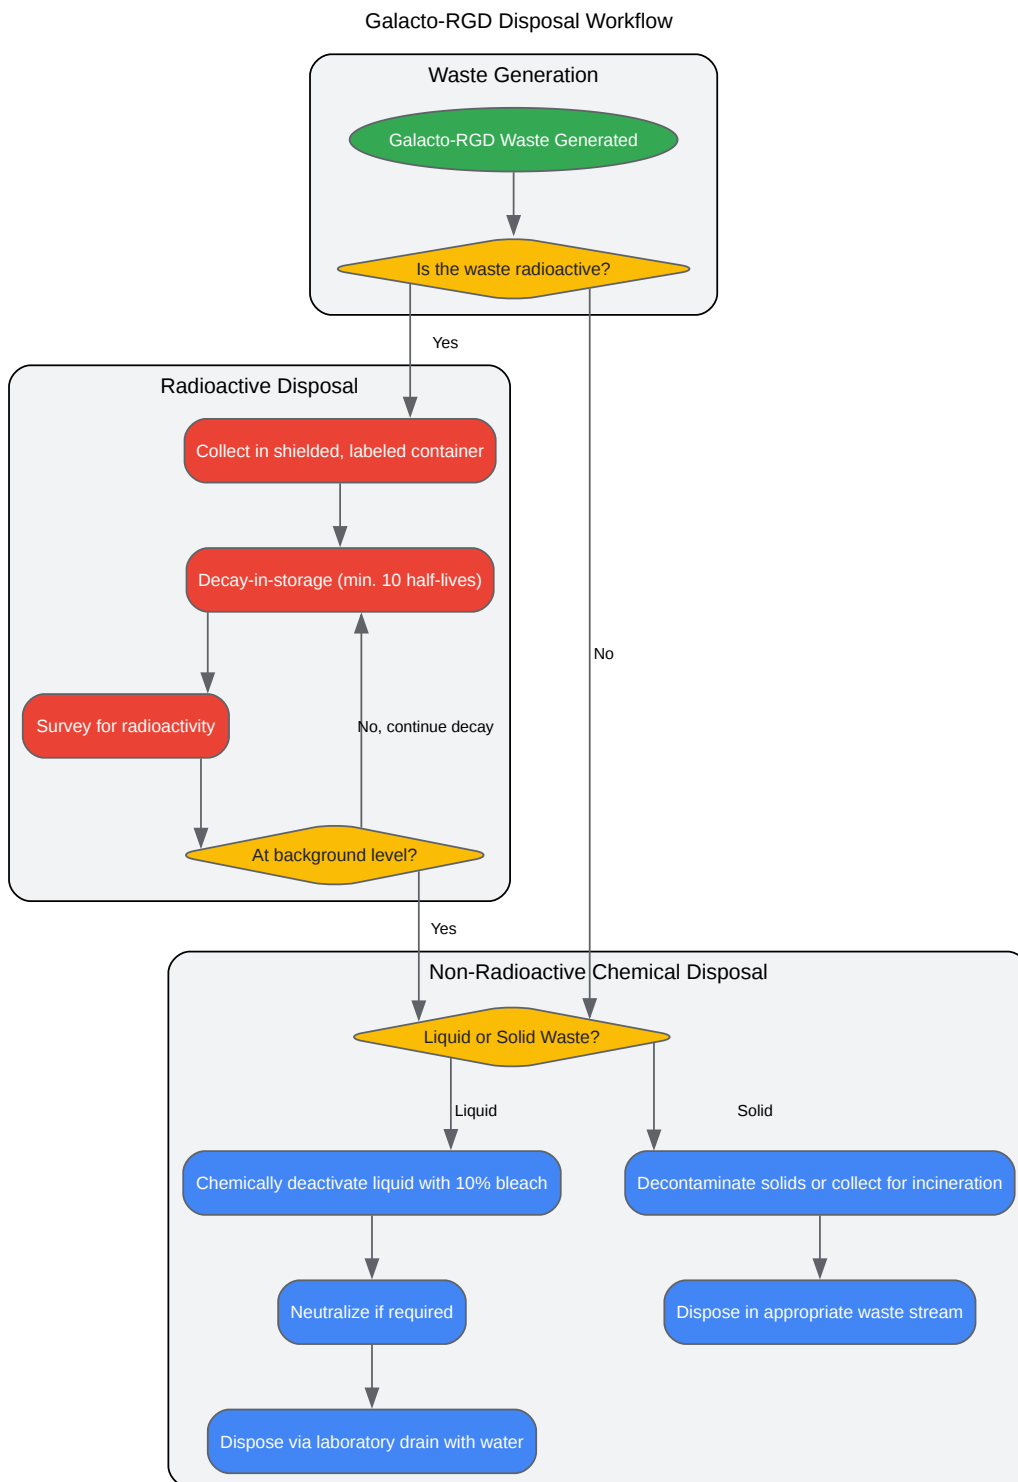 Galacto-RGD Disposal Workflow
Waste Generation
Galacto-RGD Waste Generated
Is the waste radioactive?
Yes
Radioactive Disposal
Collect in shielded, labeled container
Decay-in-storage (min. 10 half-lives)
No
Survey for radioactivity
No, continue decay
At background level?
Yes
Non-Radioactive Chemical Disposal
Liquid or Solid Waste?
Liquid
Solid
Chemically deactivate liquid with 10% bleach
Decontaminate solids or collect for incineration
Neutralize if required
Dispose in appropriate waste stream
Dispose via laboratory drain with water